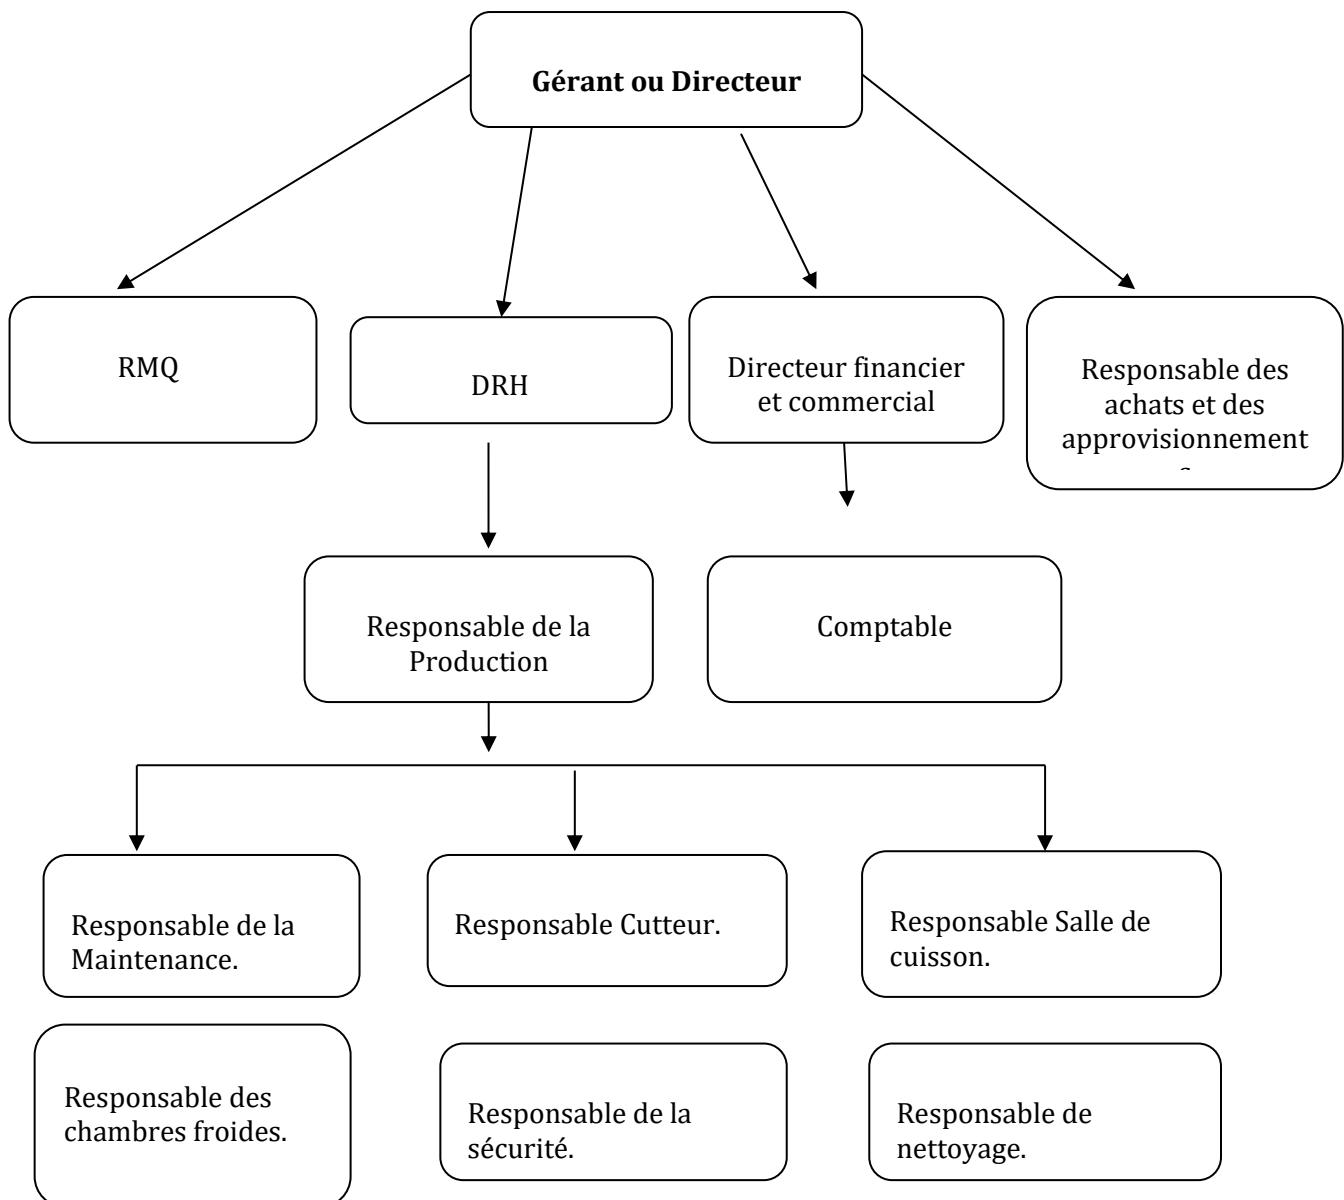 Gérant ou Directeur
RMQ
DRH
Directeur financier
et commercial
Responsable des
achats et des
approvisionnement
Responsable de la
Production
Comptable
Responsable de la
Maintenance.
Responsable Cutteur.
Responsable Salle de
cuisson.
Responsable des
chambres froides.
Responsable de la
sécurité.
Responsable de
nettoyage.